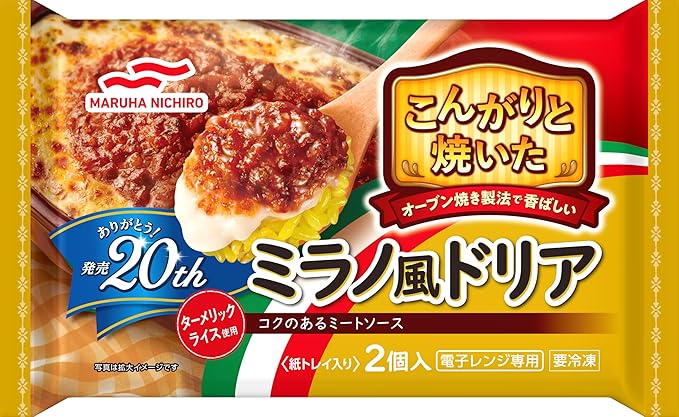 MARUHA NICHIRO
こんがりと
焼いた
オーブン焼き製法で香ばしい
ありがとう!
発売
20th
ミラノ風ドリア
ターメリック
ライス使用
コクのあるミートソース
〈紙トレイ入り〉2個入 電子レンジ専用 要冷凍
写真は拡大イメージです